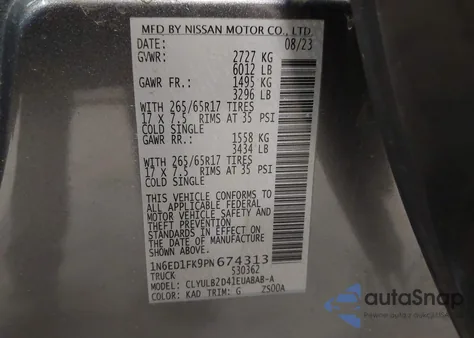 MFD BY NISSAN MOTOR CO., LTD.
DATE: 08/23
GVWR: 2727 KG
6012 LB
GAWR FR.: 1495 KG
3296 LB
WITH 265/65R17 TIRES
17 X 7.5 RIMS AT 35 PSI
COLD SINGLE
GAWR RR.: 1558 KG
3434 LB
WITH 265/65R17 TIRES
17 X 7.5 RIMS AT 35 PSI
COLD SINGLE
THIS VEHICLE CONFORMS TO
ALL APPLICABLE FEDERAL
MOTOR VEHICLE SAFETY AND
THEFT PREVENTION
STANDARDS IN EFFECT ON
THE DATE OF MANUFACTURE
SHOWN ABOVE.
1N6ED1FK9PN674313
TRUCK 530362
MODEL: CLYULB2D41EUABAB-A
COLOR: KAD TRIM: G Z500A
autoSnap